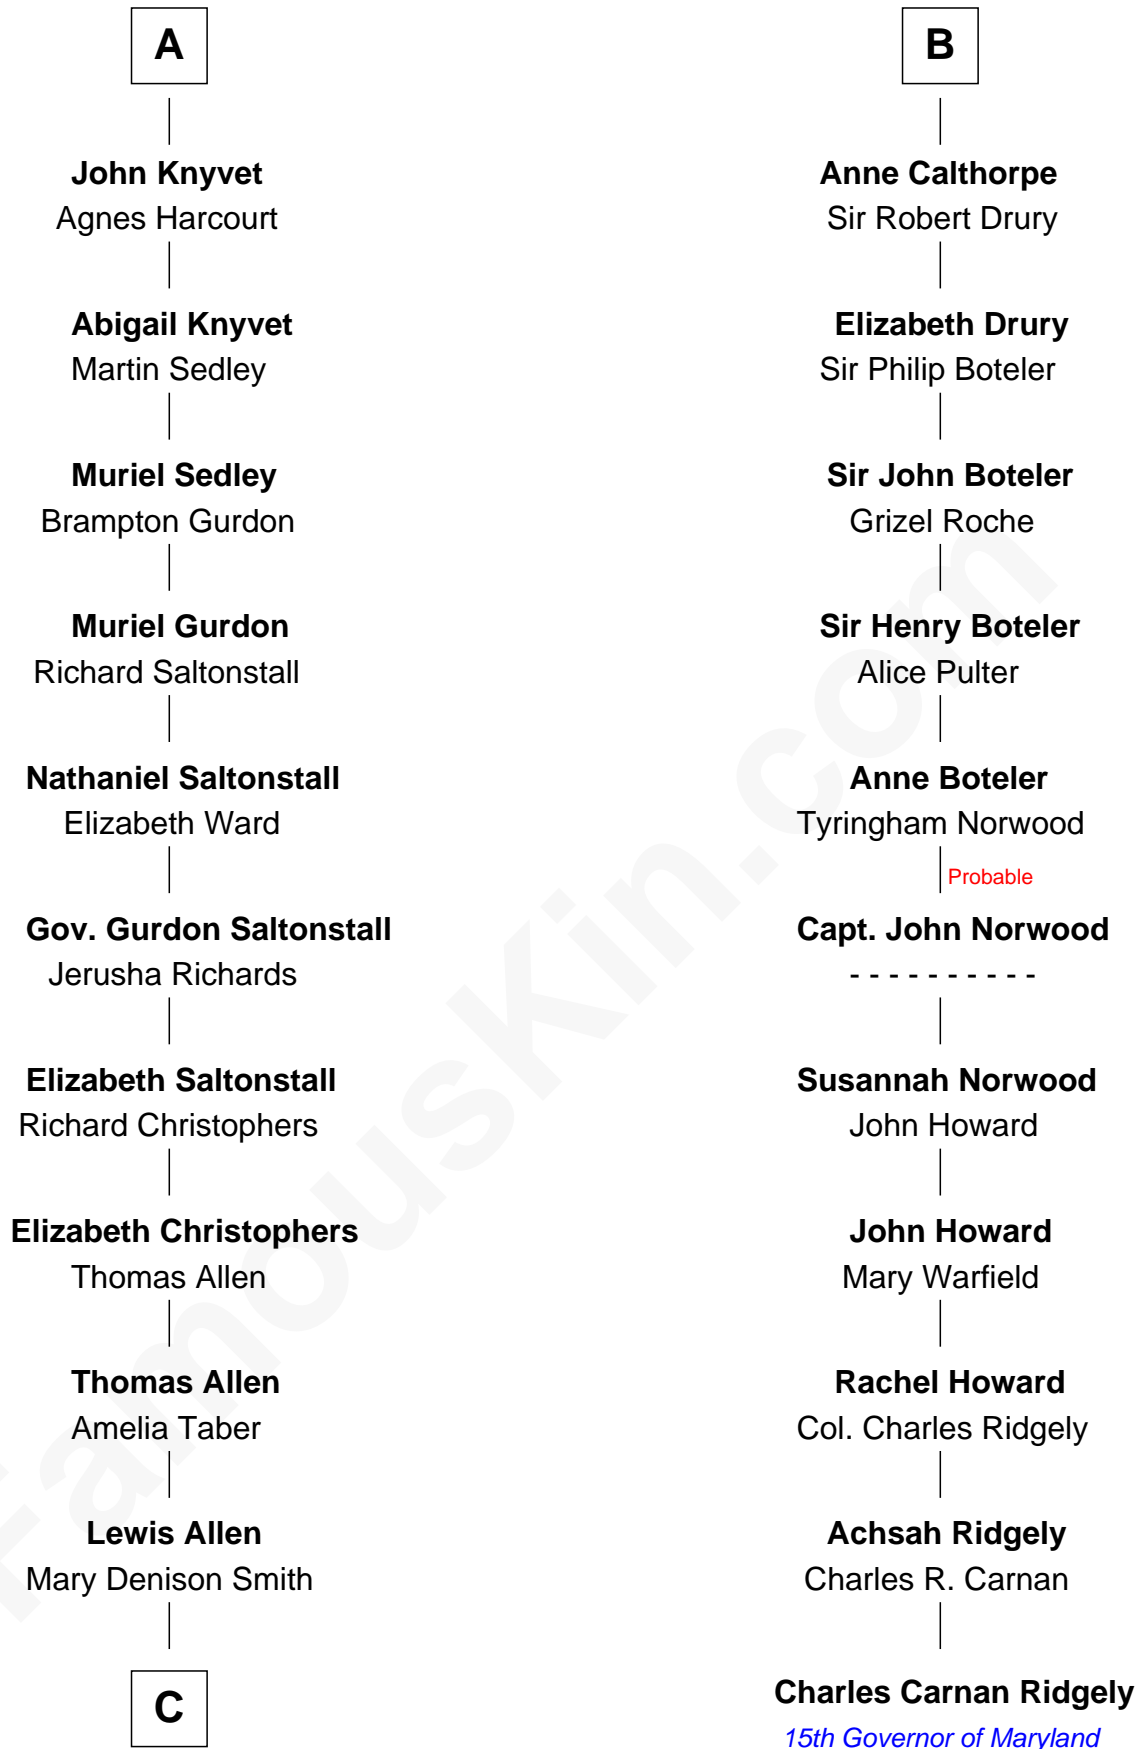 A
John Knyvet
Agnes Harcourt
Abigail Knyvet
Martin Sedley
Muriel Sedley
Brampton Gurdon
Muriel Gurdon
Richard Saltonstall
Nathaniel Saltonstall
Elizabeth Ward
Gov. Gurdon Saltonstall
Jerusha Richards
Elizabeth Saltonstall
Richard Christophers
Elizabeth Christophers
Thomas Allen
Thomas Allen
Amelia Taber
Lewis Allen
Mary Denison Smith
C
B
Anne Calthorpe
Sir Robert Drury
Elizabeth Drury
Sir Philip Boteler
Sir John Boteler
Grizel Roche
Sir Henry Boteler
Alice Pulter
Anne Boteler
Tyringham Norwood
Probable
Capt. John Norwood
- - - - - - - - - -
Susannah Norwood
John Howard
John Howard
Mary Warfield
Rachel Howard
Col. Charles Ridgely
Achsah Ridgely
Charles R. Carnan
Charles Carnan Ridgely
15th Governor of Maryland
FamousKin.com